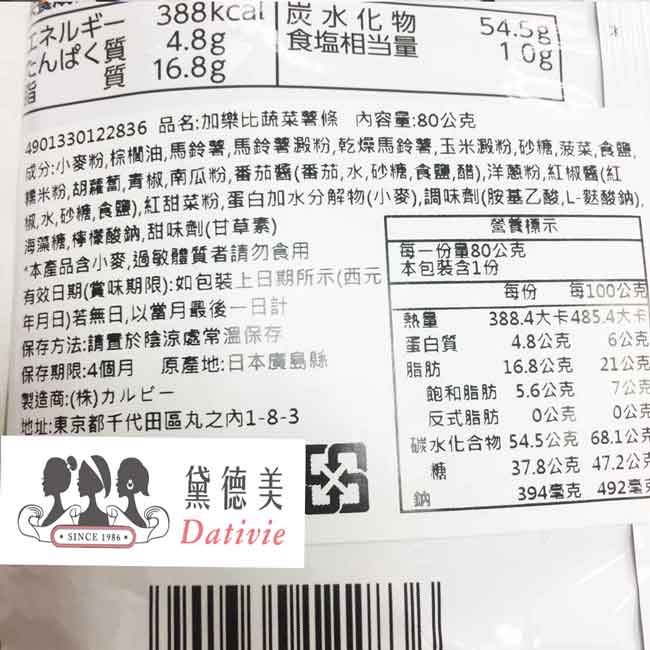 エネルギー 388kcal 炭水化物 54.5g
たんぱく質 4.8g 食塩相当量 1.0g
脂 質 16.8g
4901330122836 品名:加樂比蔬菜薯條 內容量:80公克
成分:小麥粉,棕櫚油,馬鈴薯,馬鈴薯澱粉,乾燥馬鈴薯,玉米澱粉,砂糖,菠菜,食鹽,
糯米粉,胡蘿蔔,青椒,南瓜粉,番茄醬(番茄,水,砂糖,食鹽,醋),洋蔥粉,紅椒醬(紅
椒,水,砂糖,食鹽),紅甜菜粉,蛋白加水分解物(小麥),調味劑(胺基乙酸,L-麩酸鈉),
海藻糖,檸檬酸鈉,甜味劑(甘草素)
*本產品含小麥,過敏體質者請勿食用
有效日期(賞味期限):如包裝上日期所示(西元
年月日)若無日,以當月最後一日計
保存方法:請置於陰涼處常溫保存
保存期限:4個月 原產地:日本廣島縣
製造商:(株)カルビー
地址:東京都千代田區丸之內1-8-3
營養標示
每一份量80公克
本包裝含1份
每份 每100公克
熱量 388.4大卡 485.4大卡
蛋白質 4.8公克 6公克
脂肪 16.8公克 21公克
飽和脂肪 5.6公克 7公克
反式脂肪 0公克 0公克
碳水化合物 54.5公克 68.1公克
糖 37.8公克 47.2公克
鈉 394毫克 492毫克
黛德美
Dativie
• SINCE 1986 •